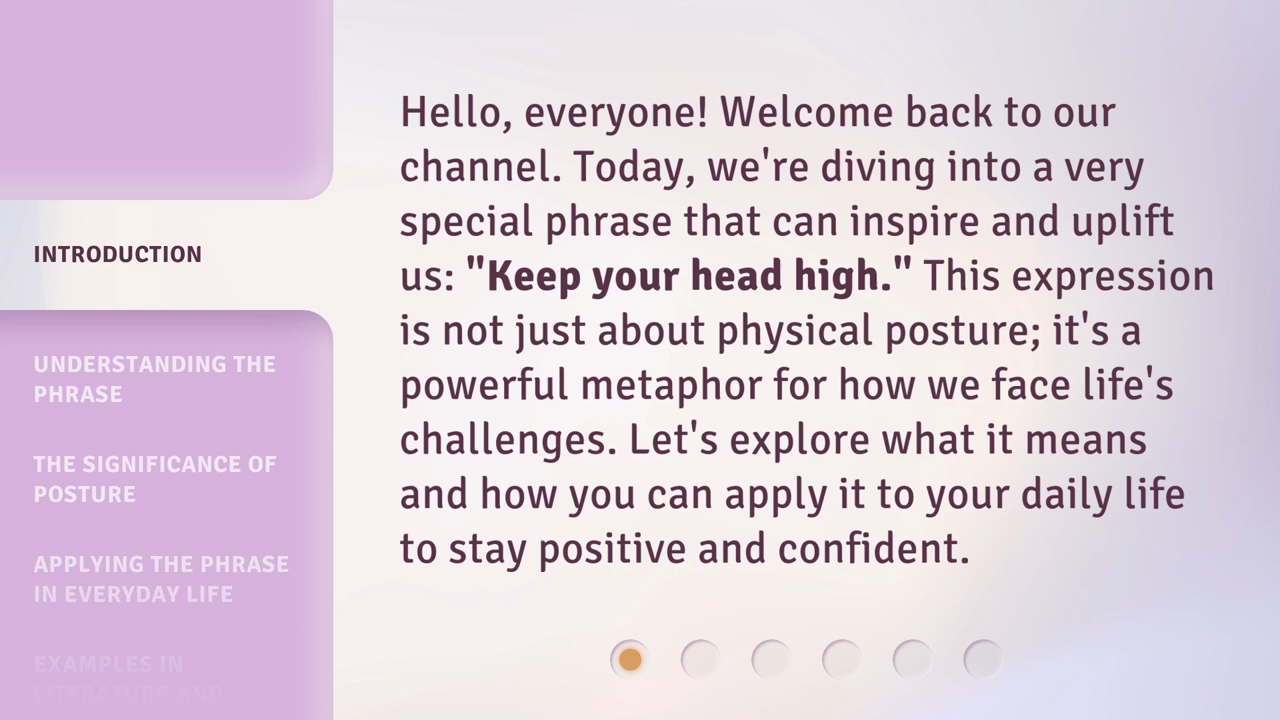 INTRODUCTION
UNDERSTANDING THE
PHRASE
THE SIGNIFICANCE OF
POSTURE
APPLYING THE PHRASE
IN EVERYDAY LIFE
EXAMPLES IN
LITERATURE AND
Hello, everyone! Welcome back to our
channel. Today, we're diving into a very
special phrase that can inspire and uplift
us: "Keep your head high." This expression
is not just about physical posture; it's a
powerful metaphor for how we face life's
challenges. Let's explore what it means
and how you can apply it to your daily life
to stay positive and confident.